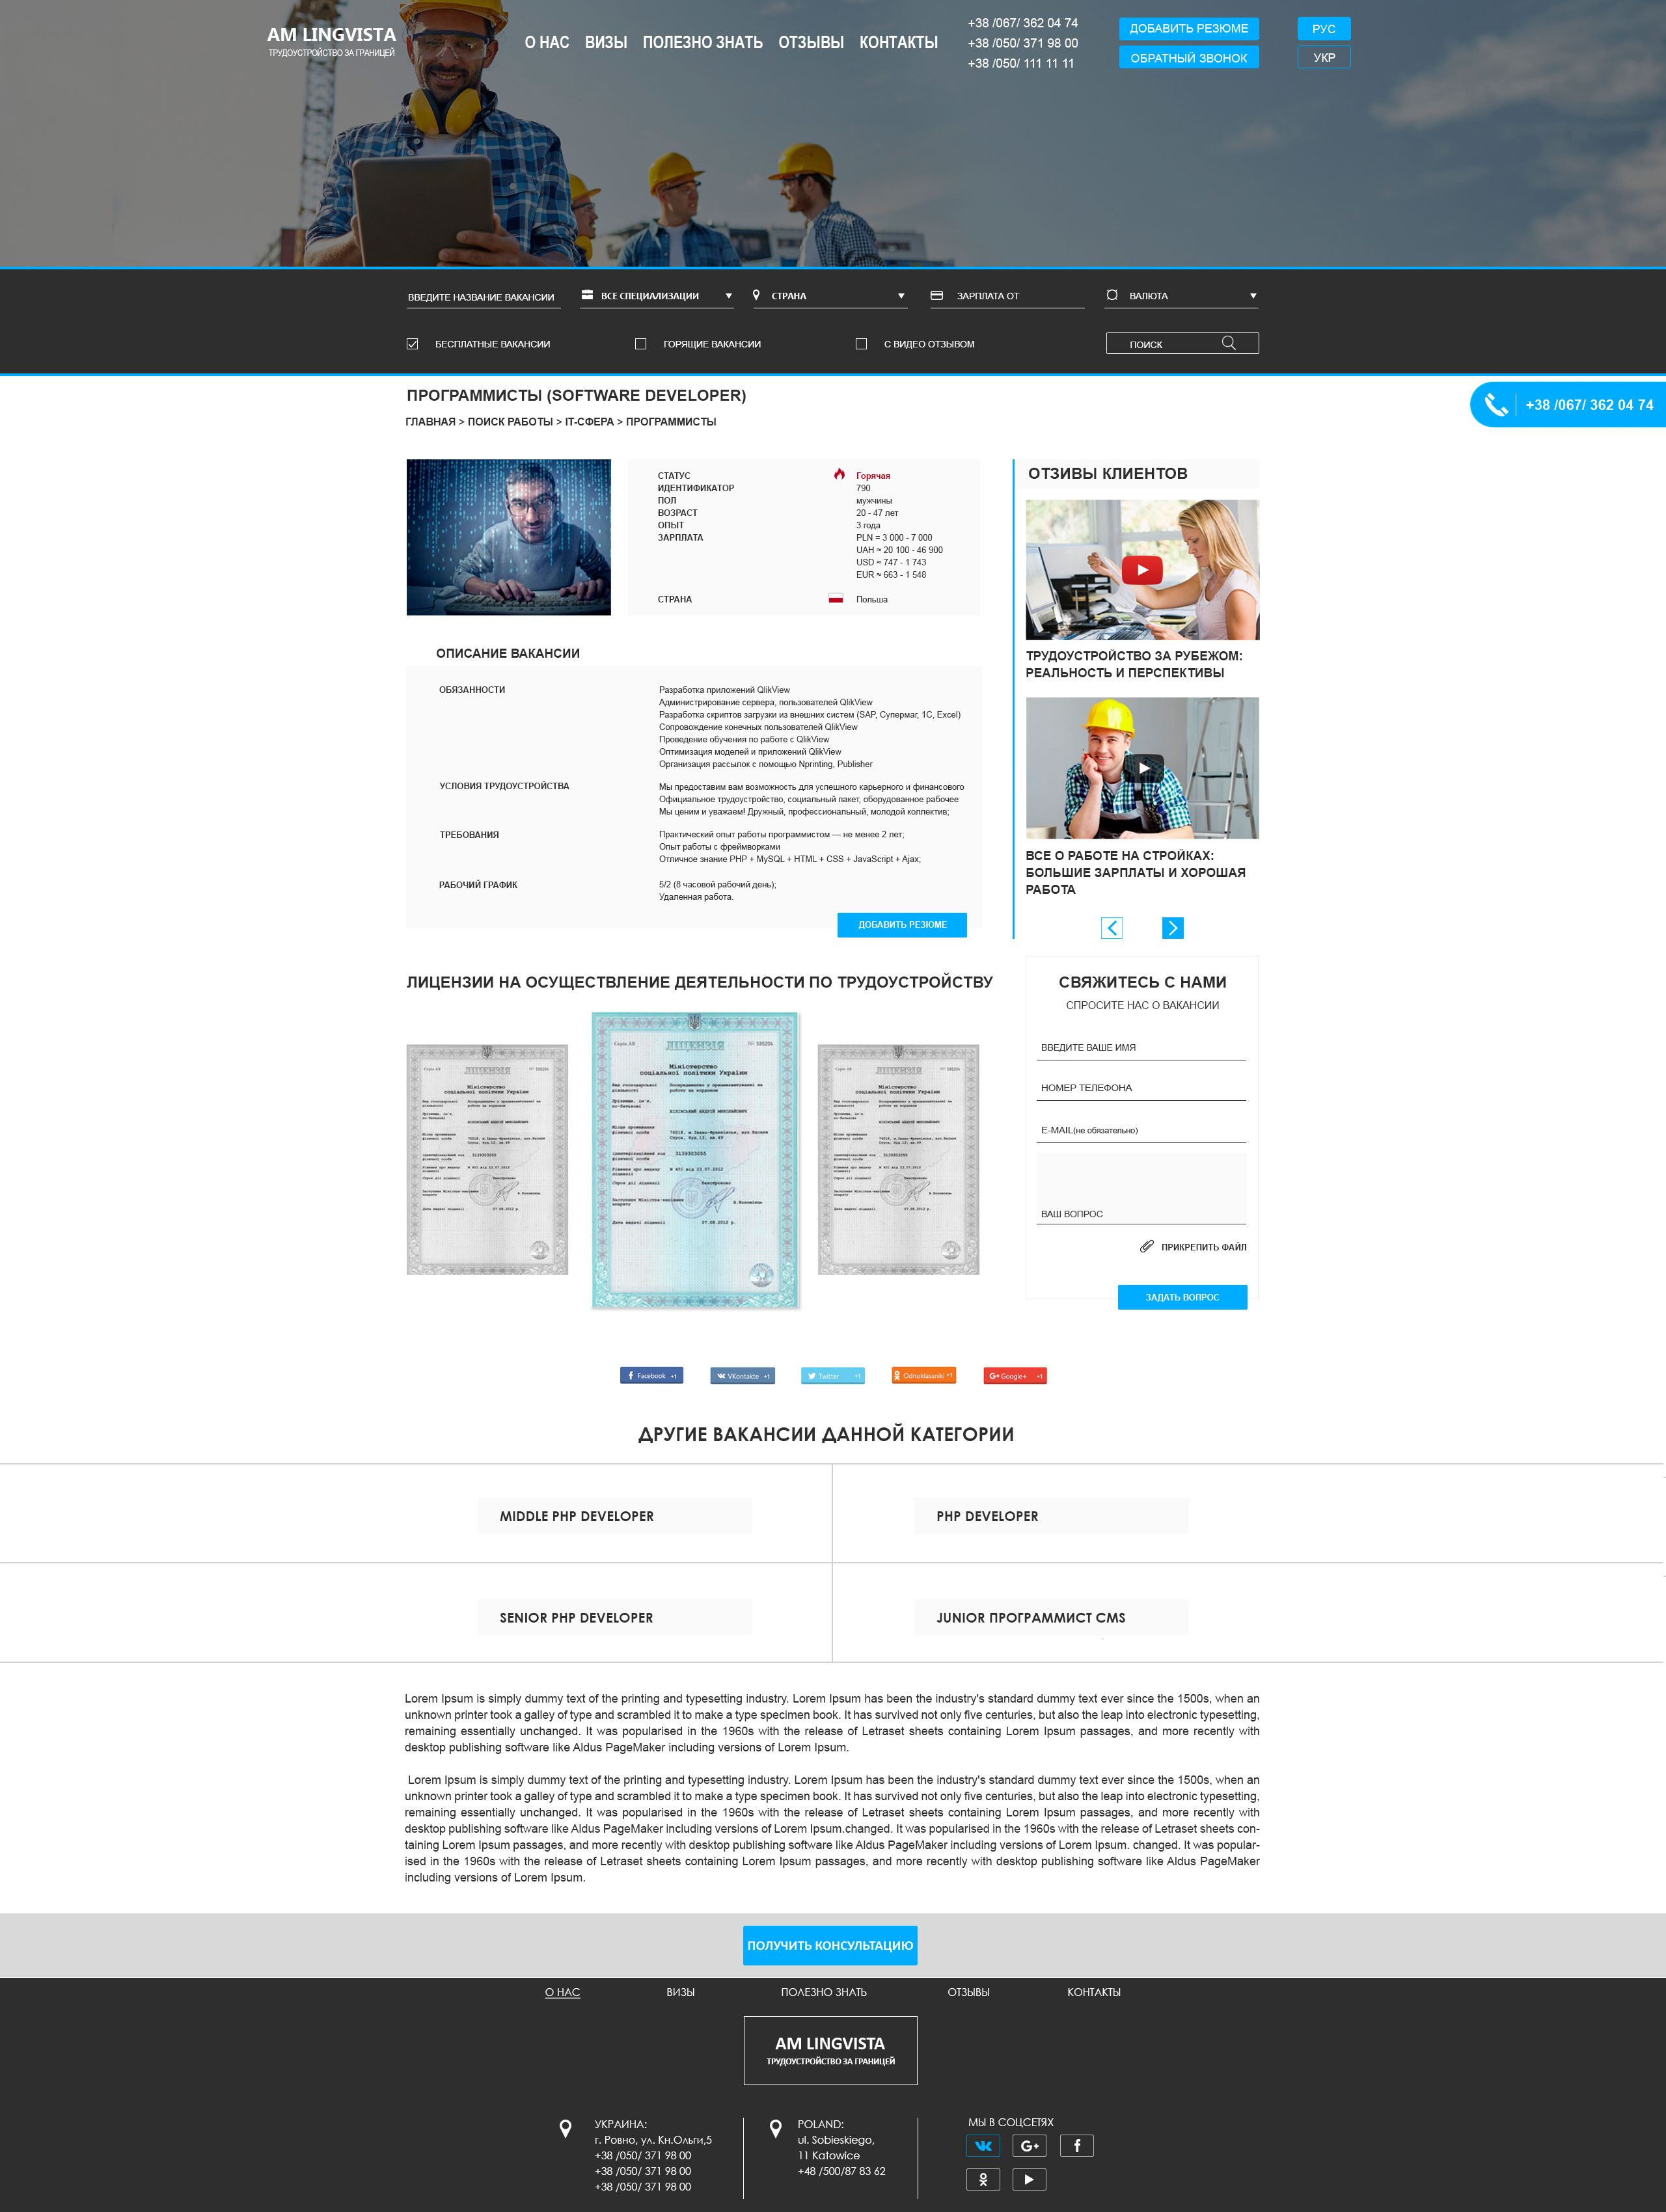 AM LINGVISTA
ТРУДОУСТРОЙСТВО ЗА ГРАНИЦЕЙ
О НАС ВИЗЫ ПОЛЕЗНО ЗНАТЬ ОТЗЫВЫ КОНТАКТЫ
+38 /067/ 362 04 74
+38 /050/ 371 98 00
+38 /050/ 111 11 11
ДОБАВИТЬ РЕЗЮМЕ
ОБРАТНЫЙ ЗВОНОК
РУС
УКР
ВВЕДИТЕ НАЗВАНИЕ ВАКАНСИИ
ВСЕ СПЕЦИАЛИЗАЦИИ
СТРАНА
ЗАРПЛАТА ОТ
ВАЛЮТА
БЕСПЛАТНЫЕ ВАКАНСИИ
ГОРЯЩИЕ ВАКАНСИИ
С ВИДЕО ОТЗЫВОМ
ПОИСК
ПРОГРАММИСТЫ (SOFTWARE DEVELOPER)
ГЛАВНАЯ > ПОИСК РАБОТЫ > IT-СФЕРА > ПРОГРАММИСТЫ
+38 /067/ 362 04 74
СТАТУС Горячая
ИДЕНТИФИКАТОР 790
ПОЛ мужчины
ВОЗРАСТ 20 - 47 лет
ОПЫТ 3 года
ЗАРПЛАТА PLN = 3 000 - 7 000
UAH ≈ 20 100 - 46 900
USD ≈ 747 - 1 743
EUR ≈ 663 - 1 548
СТРАНА Польша
ОПИСАНИЕ ВАКАНСИИ
ОБЯЗАННОСТИ Разработка приложений QlikView
Администрирование сервера, пользователей QlikView
Разработка скриптов загрузки из внешних систем (SAP, Супермаг, 1С, Excel)
Сопровождение конечных пользователей QlikView
Проведение обучения по работе с QlikView
Оптимизация моделей и приложений QlikView
Организация рассылок с помощью Nprinting, Publisher
УСЛОВИЯ ТРУДОУСТРОЙСТВА Мы предоставим вам возможность для успешного карьерного и финансового
Официальное трудоустройство, социальный пакет, оборудованное рабочее
Мы ценим и уважаем! Дружный, профессиональный, молодой коллектив;
ТРЕБОВАНИЯ Практический опыт работы программистом — не менее 2 лет;
Опыт работы с фреймворками
Отличное знание PHP + MySQL + HTML + CSS + JavaScript + Ajax;
РАБОЧИЙ ГРАФИК 5/2 (8 часовой рабочий день);
Удаленная работа.
ДОБАВИТЬ РЕЗЮМЕ
ОТЗИВЫ КЛИЕНТОВ
ТРУДОУСТРОЙСТВО ЗА РУБЕЖОМ:
РЕАЛЬНОСТЬ И ПЕРСПЕКТИВЫ
ВСЕ О РАБОТЕ НА СТРОЙКАХ:
БОЛЬШИЕ ЗАРПЛАТЫ И ХОРОШАЯ
РАБОТА
ЛИЦЕНЗИИ НА ОСУЩЕСТВЛЕНИЕ ДЕЯТЕЛЬНОСТИ ПО ТРУДОУСТРОЙСТВУ
ЛІЦЕНЗІЯ
Міністерство
соціальної політики України
СВЯЖИТЕСЬ С НАМИ
СПРОСИТЕ НАС О ВАКАНСИИ
ВВЕДИТЕ ВАШЕ ИМЯ
НОМЕР ТЕЛЕФОНА
E-MAIL(не обязательно)
ВАШ ВОПРОС
ПРИКРЕПИТЬ ФАЙЛ
ЗАДАТЬ ВОПРОС
Facebook +1
VKontakte +1
Twitter +1
Odnoklassniki +1
Google+ +1
ДРУГИЕ ВАКАНСИИ ДАННОЙ КАТЕГОРИИ
MIDDLE PHP DEVELOPER
PHP DEVELOPER
SENIOR PHP DEVELOPER
JUNIOR ПРОГРАММИСТ CMS
Lorem Ipsum is simply dummy text of the printing and typesetting industry. Lorem Ipsum has been the industry's standard dummy text ever since the 1500s, when an
unknown printer took a galley of type and scrambled it to make a type specimen book. It has survived not only five centuries, but also the leap into electronic typesetting,
remaining essentially unchanged. It was popularised in the 1960s with the release of Letraset sheets containing Lorem Ipsum passages, and more recently with
desktop publishing software like Aldus PageMaker including versions of Lorem Ipsum.
Lorem Ipsum is simply dummy text of the printing and typesetting industry. Lorem Ipsum has been the industry's standard dummy text ever since the 1500s, when an
unknown printer took a galley of type and scrambled it to make a type specimen book. It has survived not only five centuries, but also the leap into electronic typesetting,
remaining essentially unchanged. It was popularised in the 1960s with the release of Letraset sheets containing Lorem Ipsum passages, and more recently with
desktop publishing software like Aldus PageMaker including versions of Lorem Ipsum.changed. It was popularised in the 1960s with the release of Letraset sheets con-
taining Lorem Ipsum passages, and more recently with desktop publishing software like Aldus PageMaker including versions of Lorem Ipsum. changed. It was popular-
ised in the 1960s with the release of Letraset sheets containing Lorem Ipsum passages, and more recently with desktop publishing software like Aldus PageMaker
including versions of Lorem Ipsum.
ПОЛУЧИТЬ КОНСУЛЬТАЦИЮ
О НАС ВИЗЫ ПОЛЕЗНО ЗНАТЬ ОТЗЫВЫ КОНТАКТЫ
AM LINGVISTA
ТРУДОУСТРОЙСТВО ЗА ГРАНИЦЕЙ
УКРАИНА:
г. Ровно, ул. Кн.Ольги,5
+38 /050/ 371 98 00
+38 /050/ 371 98 00
+38 /050/ 371 98 00
POLAND:
ul. Sobieskiego,
11 Katowice
+48 /500/87 83 62
МЫ В СОЦСЕТЯХ